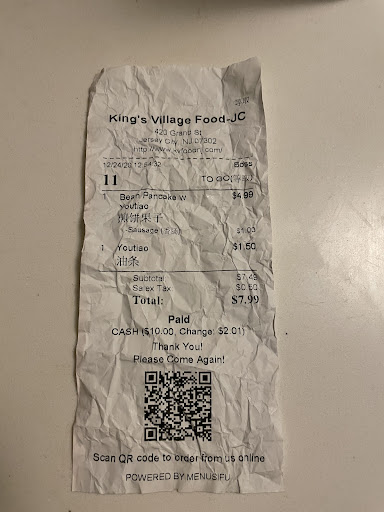 King's Village Food-JC
420 Grand St
Jersey City, NJ 07302
12/24/20
Boss
11 TO GO
1 Bean Pancake W $4.99
Youtiao
煎饼果子
-Sausage $1.00
1 Youtiao $1.50
油条
Subtotal $7.49
Sales Tax $0.50
Total: $7.99
Paid
CASH ($10.00, Change: $2.01)
Thank You!
Please Come Again!
Scan QR code to order from us online
POWERED BY MENUSIFU